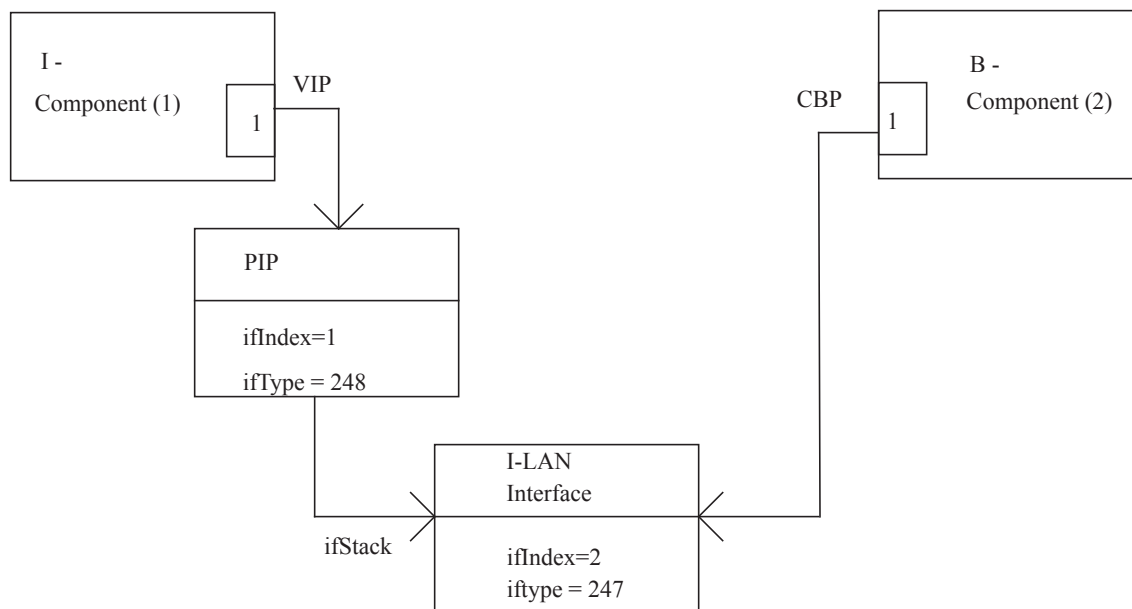 I -
Component (1)
1
VIP
B -
Component (2)
1
CBP
PIP
ifIndex=1
ifType = 248
ifStack
I-LAN
Interface
ifIndex=2
iftype = 247